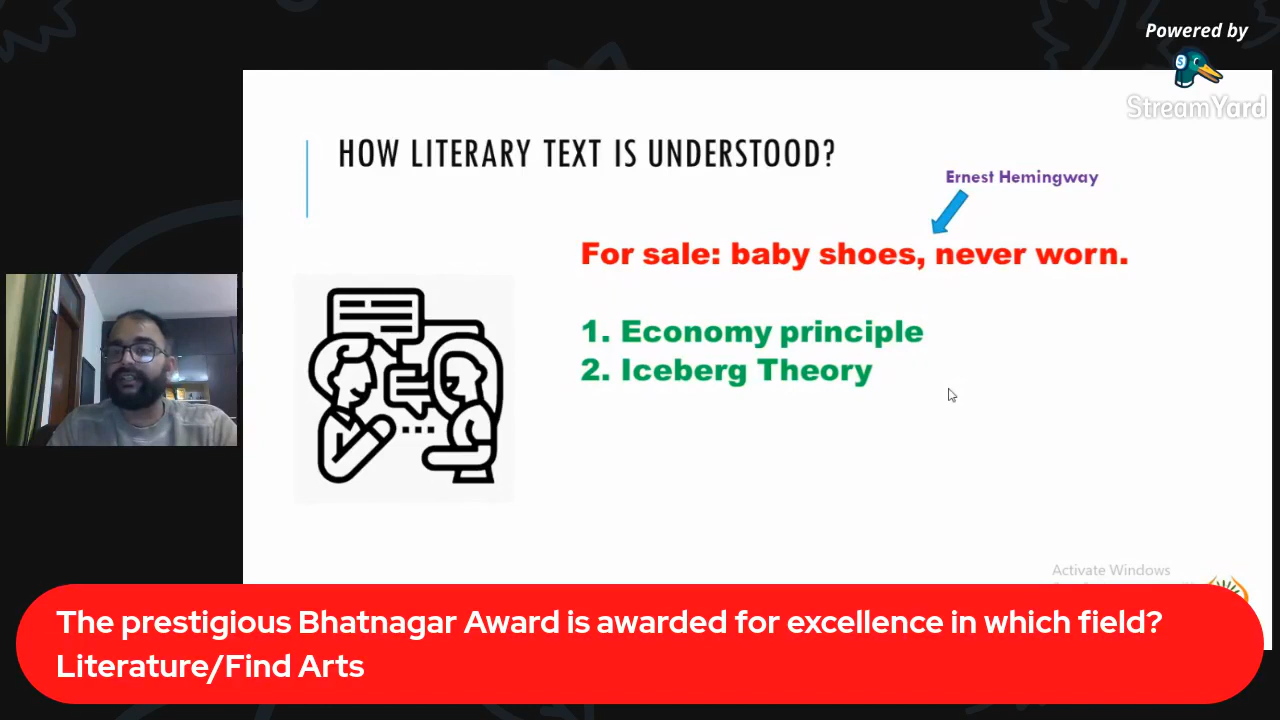 Powered by
StreamYard
HOW LITERARY TEXT IS UNDERSTOOD?
Ernest Hemingway
For sale: baby shoes, never worn.
1. Economy principle
2. Iceberg Theory
Activate Windows
The prestigious Bhatnagar Award is awarded for excellence in which field?
Literature/Find Arts